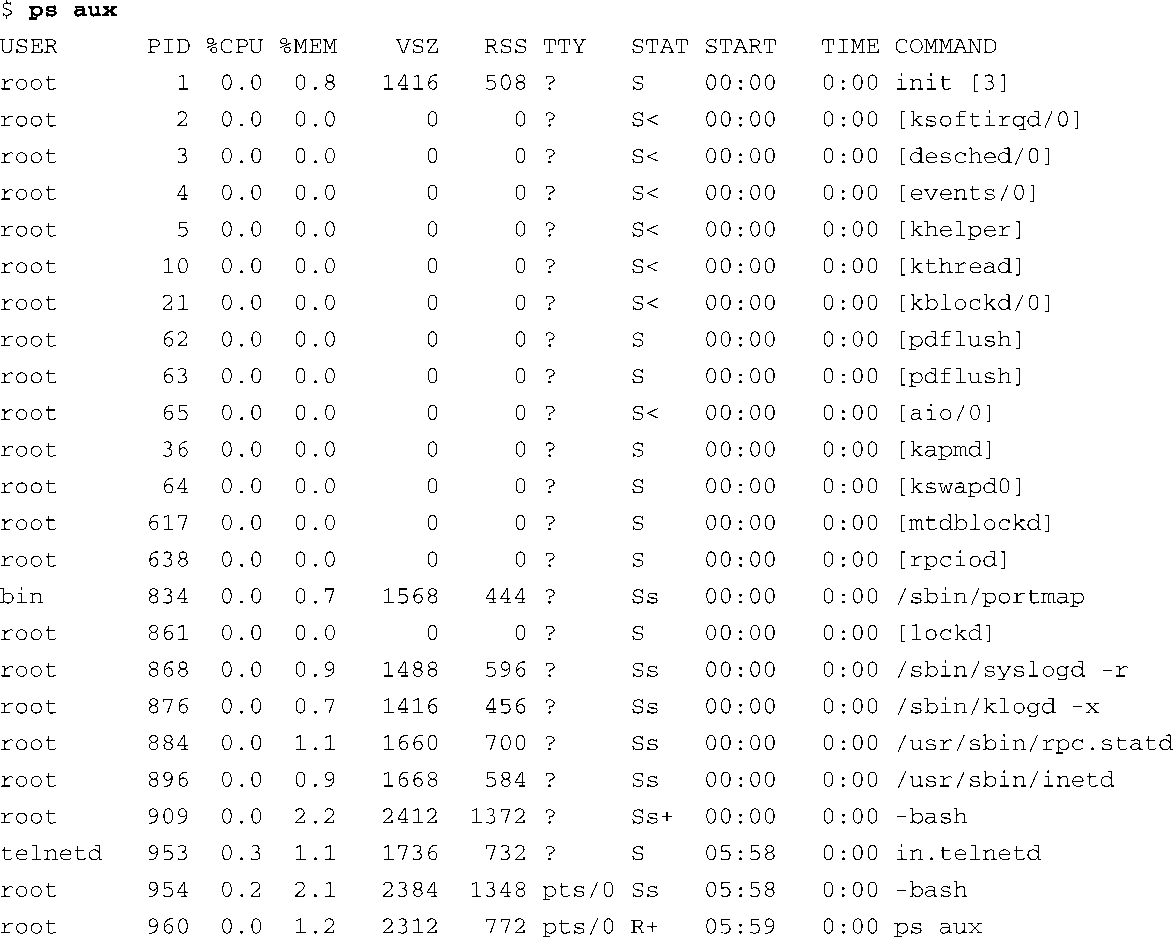 $ ps aux
USER       PID %CPU %MEM    VSZ   RSS TTY   STAT START   TIME COMMAND
root         1  0.0  0.8   1416   508 ?     S    00:00   0:00 init [3]
root         2  0.0  0.0      0     0 ?     S<   00:00   0:00 [ksoftirqd/0]
root         3  0.0  0.0      0     0 ?     S<   00:00   0:00 [desched/0]
root         4  0.0  0.0      0     0 ?     S<   00:00   0:00 [events/0]
root         5  0.0  0.0      0     0 ?     S<   00:00   0:00 [khelper]
root        10  0.0  0.0      0     0 ?     S<   00:00   0:00 [kthread]
root        21  0.0  0.0      0     0 ?     S<   00:00   0:00 [kblockd/0]
root        62  0.0  0.0      0     0 ?     S    00:00   0:00 [pdflush]
root        63  0.0  0.0      0     0 ?     S    00:00   0:00 [pdflush]
root        65  0.0  0.0      0     0 ?     S<   00:00   0:00 [aio/0]
root        36  0.0  0.0      0     0 ?     S    00:00   0:00 [kapmd]
root        64  0.0  0.0      0     0 ?     S    00:00   0:00 [kswapd0]
root       617  0.0  0.0      0     0 ?     S    00:00   0:00 [mtdblockd]
root       638  0.0  0.0      0     0 ?     S    00:00   0:00 [rpciod]
bin        834  0.0  0.7   1568   444 ?     Ss   00:00   0:00 /sbin/portmap
root       861  0.0  0.0      0     0 ?     S    00:00   0:00 [lockd]
root       868  0.0  0.9   1488   596 ?     Ss   00:00   0:00 /sbin/syslogd -r
root       876  0.0  0.7   1416   456 ?     Ss   00:00   0:00 /sbin/klogd -x
root       884  0.0  1.1   1660   700 ?     Ss   00:00   0:00 /usr/sbin/rpc.statd
root       896  0.0  0.9   1668   584 ?     Ss   00:00   0:00 /usr/sbin/inetd
root       909  0.0  2.2   2412  1372 ?     Ss+  00:00   0:00 -bash
telnetd    953  0.3  1.1   1736   732 ?     S    05:58   0:00 in.telnetd
root       954  0.2  2.1   2384  1348 pts/0 Ss   05:58   0:00 -bash
root       960  0.0  1.2   2312   772 pts/0 R+   05:59   0:00 ps aux